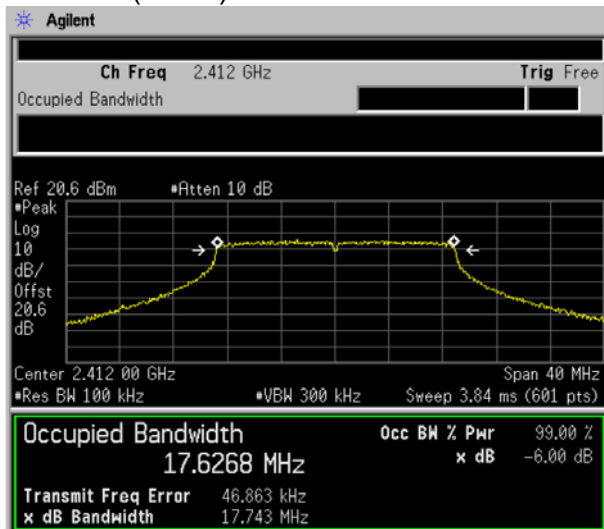 Agilent
Ch Freq 2.412 GHz Trig Free
Occupied Bandwidth
Ref 20.6 dBm #Atten 10 dB
#Peak
Log
10
dB/
Offst
20.6
dB
Center 2.412 00 GHz Span 40 MHz
#Res BW 100 kHz #VBW 300 kHz Sweep 3.84 ms (601 pts)
Occupied Bandwidth Occ BW % Pwr 99.00 %
17.6268 MHz x dB -6.00 dB
Transmit Freq Error 46.863 kHz
x dB Bandwidth 17.743 MHz